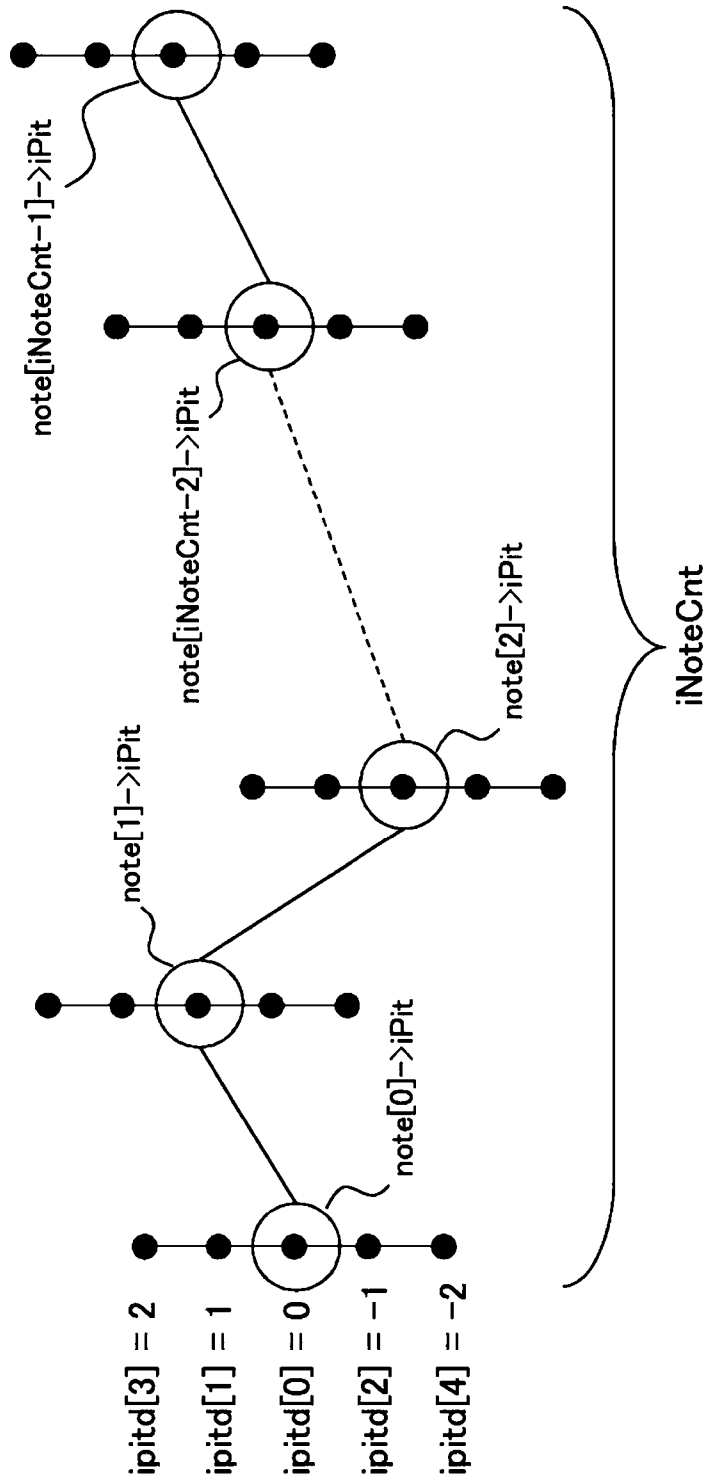 ipitd[3] = 2
ipitd[1] = 1
ipitd[0] = 0
ipitd[2] = -1
ipitd[4] = -2
note[0]->iPit
note[1]->iPit
note[2]->iPit
note[iNoteCnt-2]->iPit
note[iNoteCnt-1]->iPit
iNoteCnt